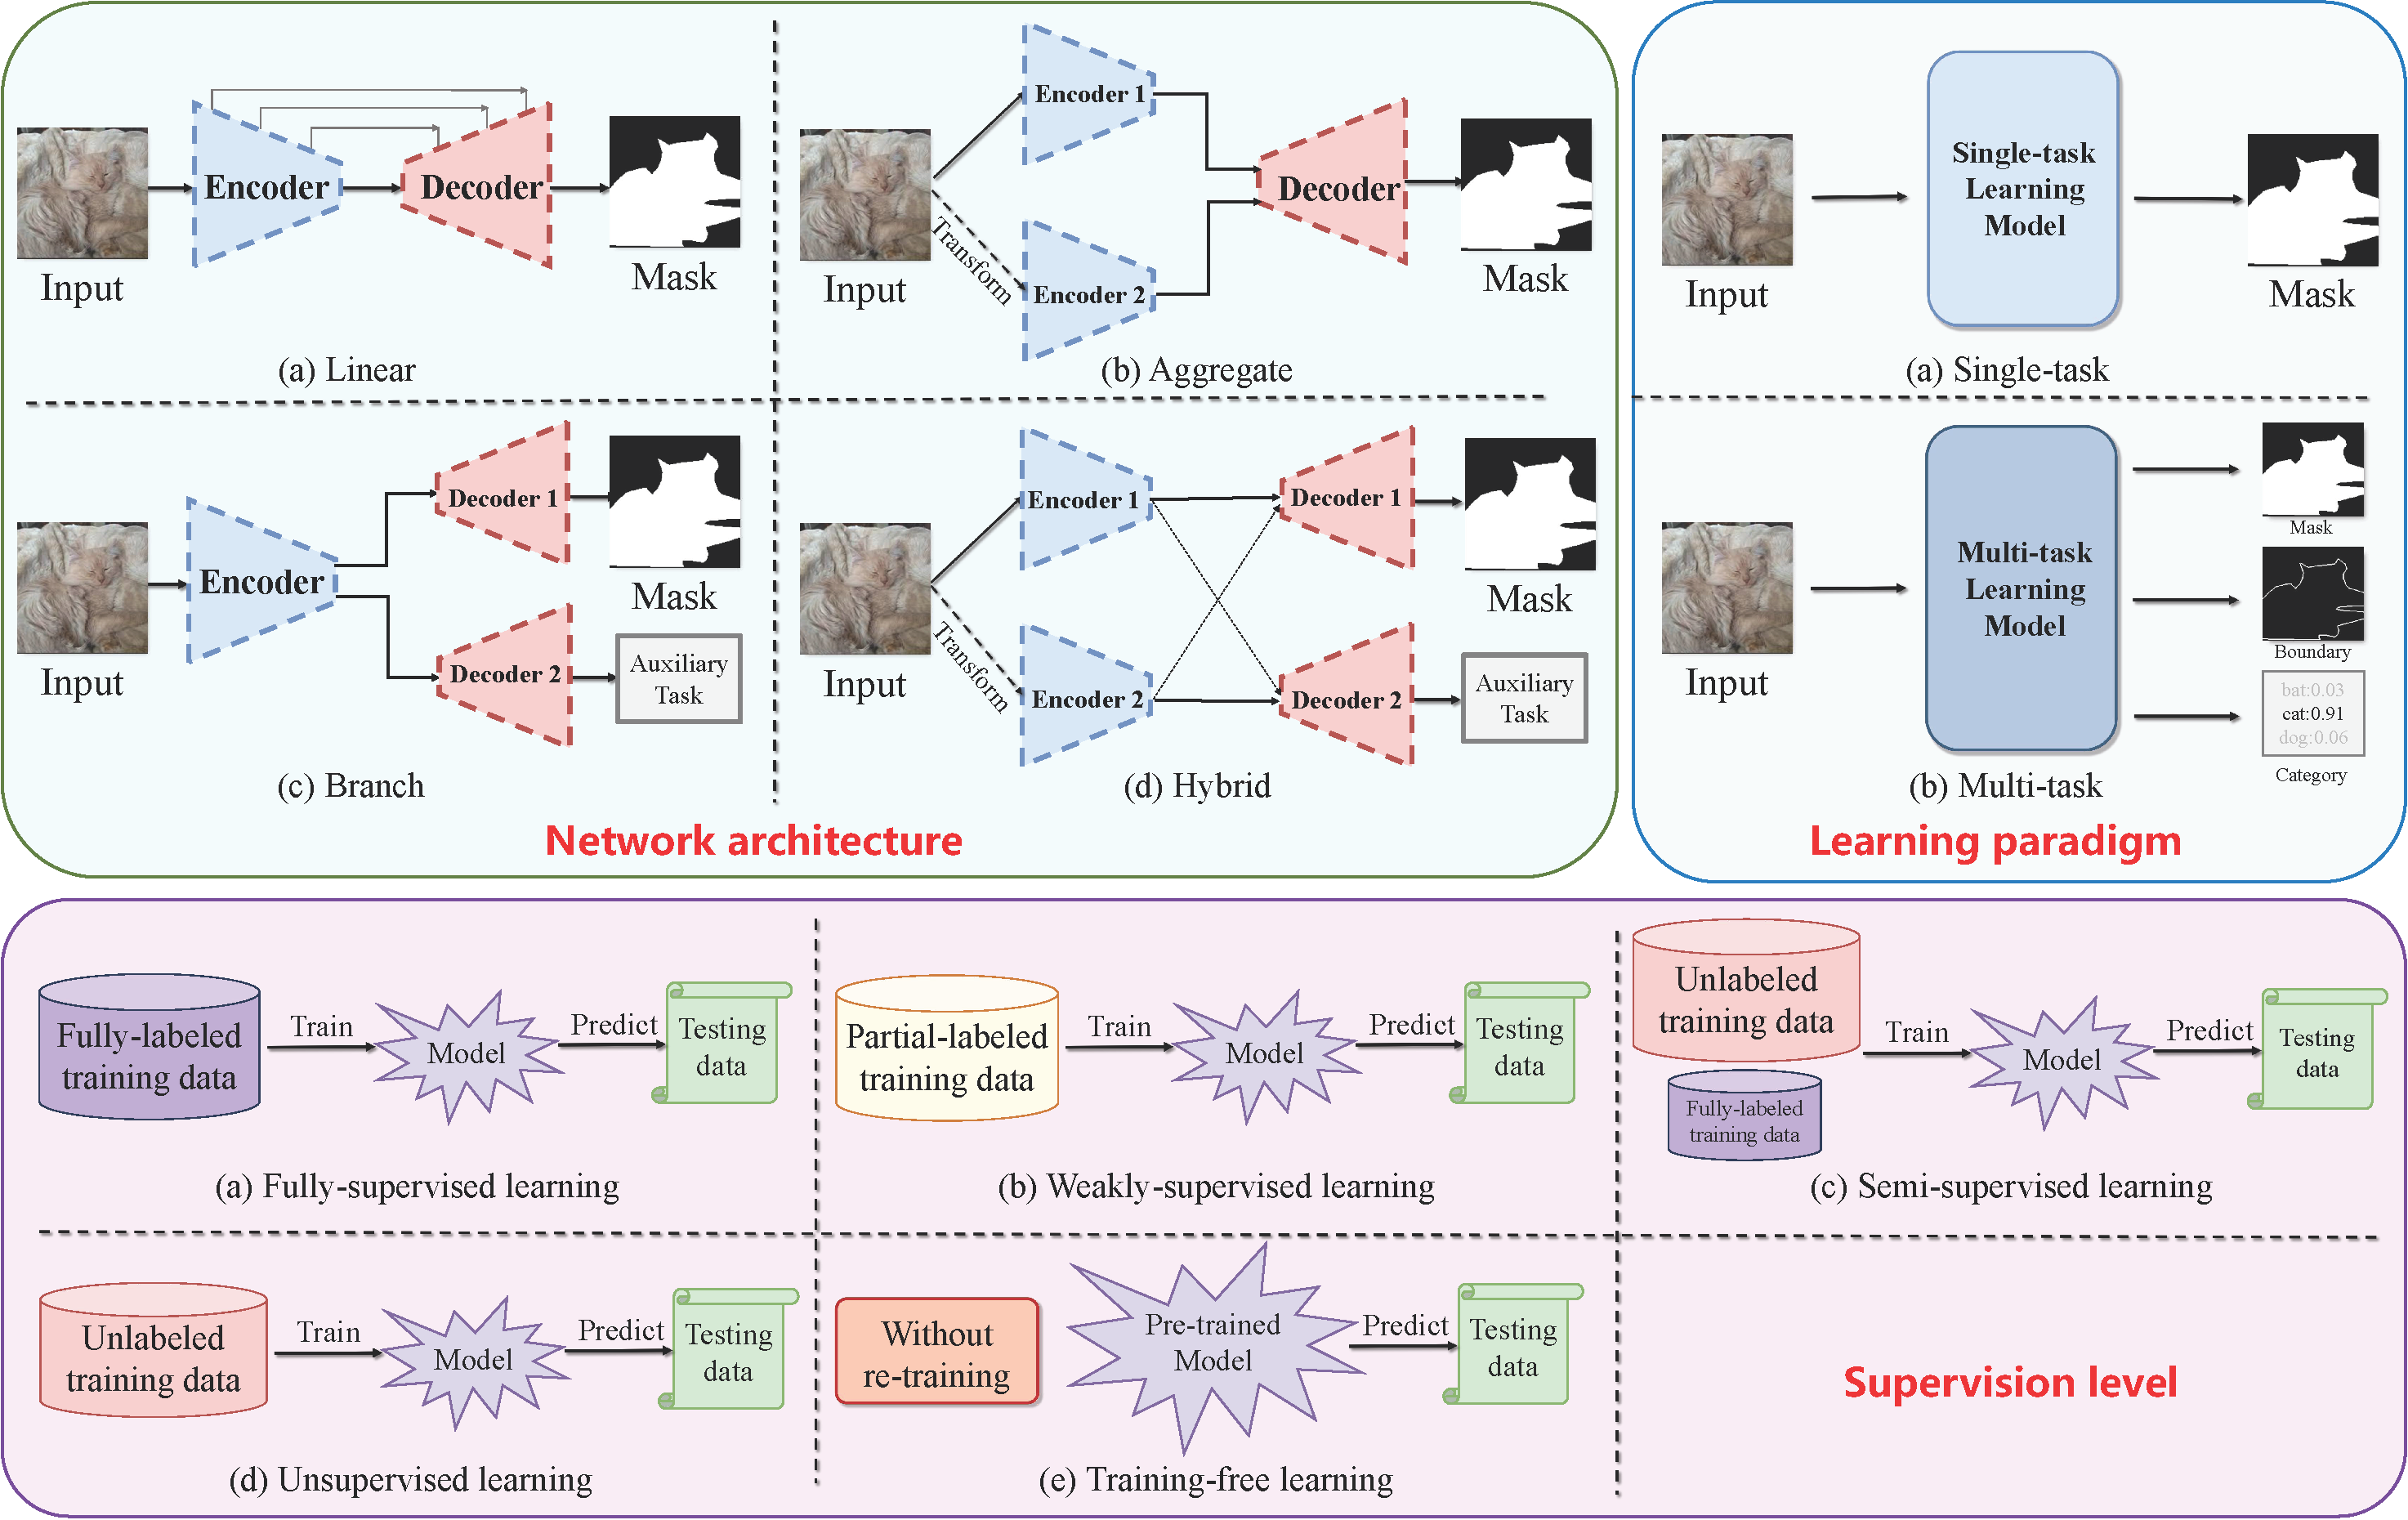 Encoder
Decoder
Input
Mask
(a) Linear
Encoder 1
Encoder 2
Transform
Decoder
Input
Mask
(b) Aggregate
Encoder
Decoder 1
Decoder 2
Input
Mask
Auxiliary
Task
(c) Branch
Encoder 1
Encoder 2
Transform
Decoder 1
Decoder 2
Input
Mask
Auxiliary
Task
(d) Hybrid
Network architecture
Single-task
Learning
Model
Input
Mask
(a) Single-task
Multi-task
Learning
Model
Input
Mask
Boundary
bat:0.03
cat:0.91
dog:0.06
Category
(b) Multi-task
Learning paradigm
Fully-labeled
training data
Train
Model
Predict
Testing
data
(a) Fully-supervised learning
Partial-labeled
training data
Train
Model
Predict
Testing
data
(b) Weakly-supervised learning
Unlabeled
training data
Fully-labeled
training data
Train
Model
Predict
Testing
data
(c) Semi-supervised learning
Unlabeled
training data
Train
Model
Predict
Testing
data
(d) Unsupervised learning
Without
re-training
Pre-trained
Model
Predict
Testing
data
(e) Training-free learning
Supervision level